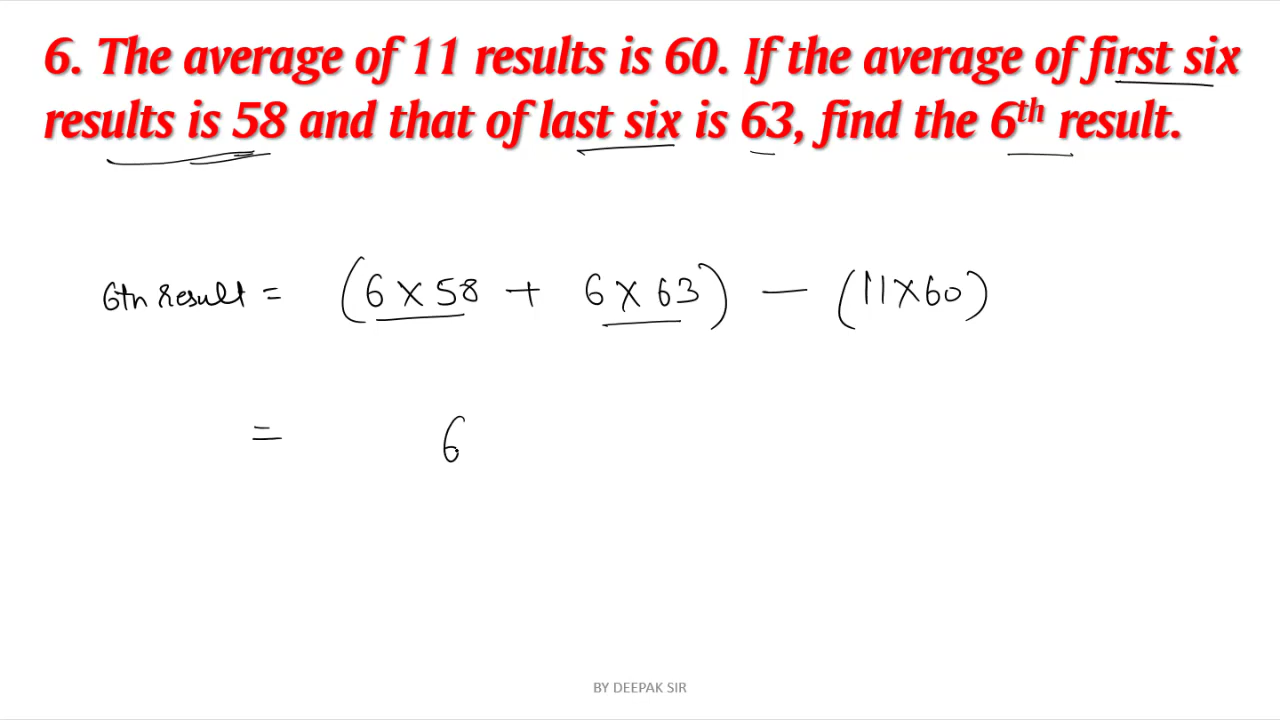 6. The average of 11 results is 60. If the average of first six
results is 58 and that of last six is 63, find the 6th result.
6th result = (6 × 58 + 6 × 63) — (11 × 60)
= 6
BY DEEPAK SIR